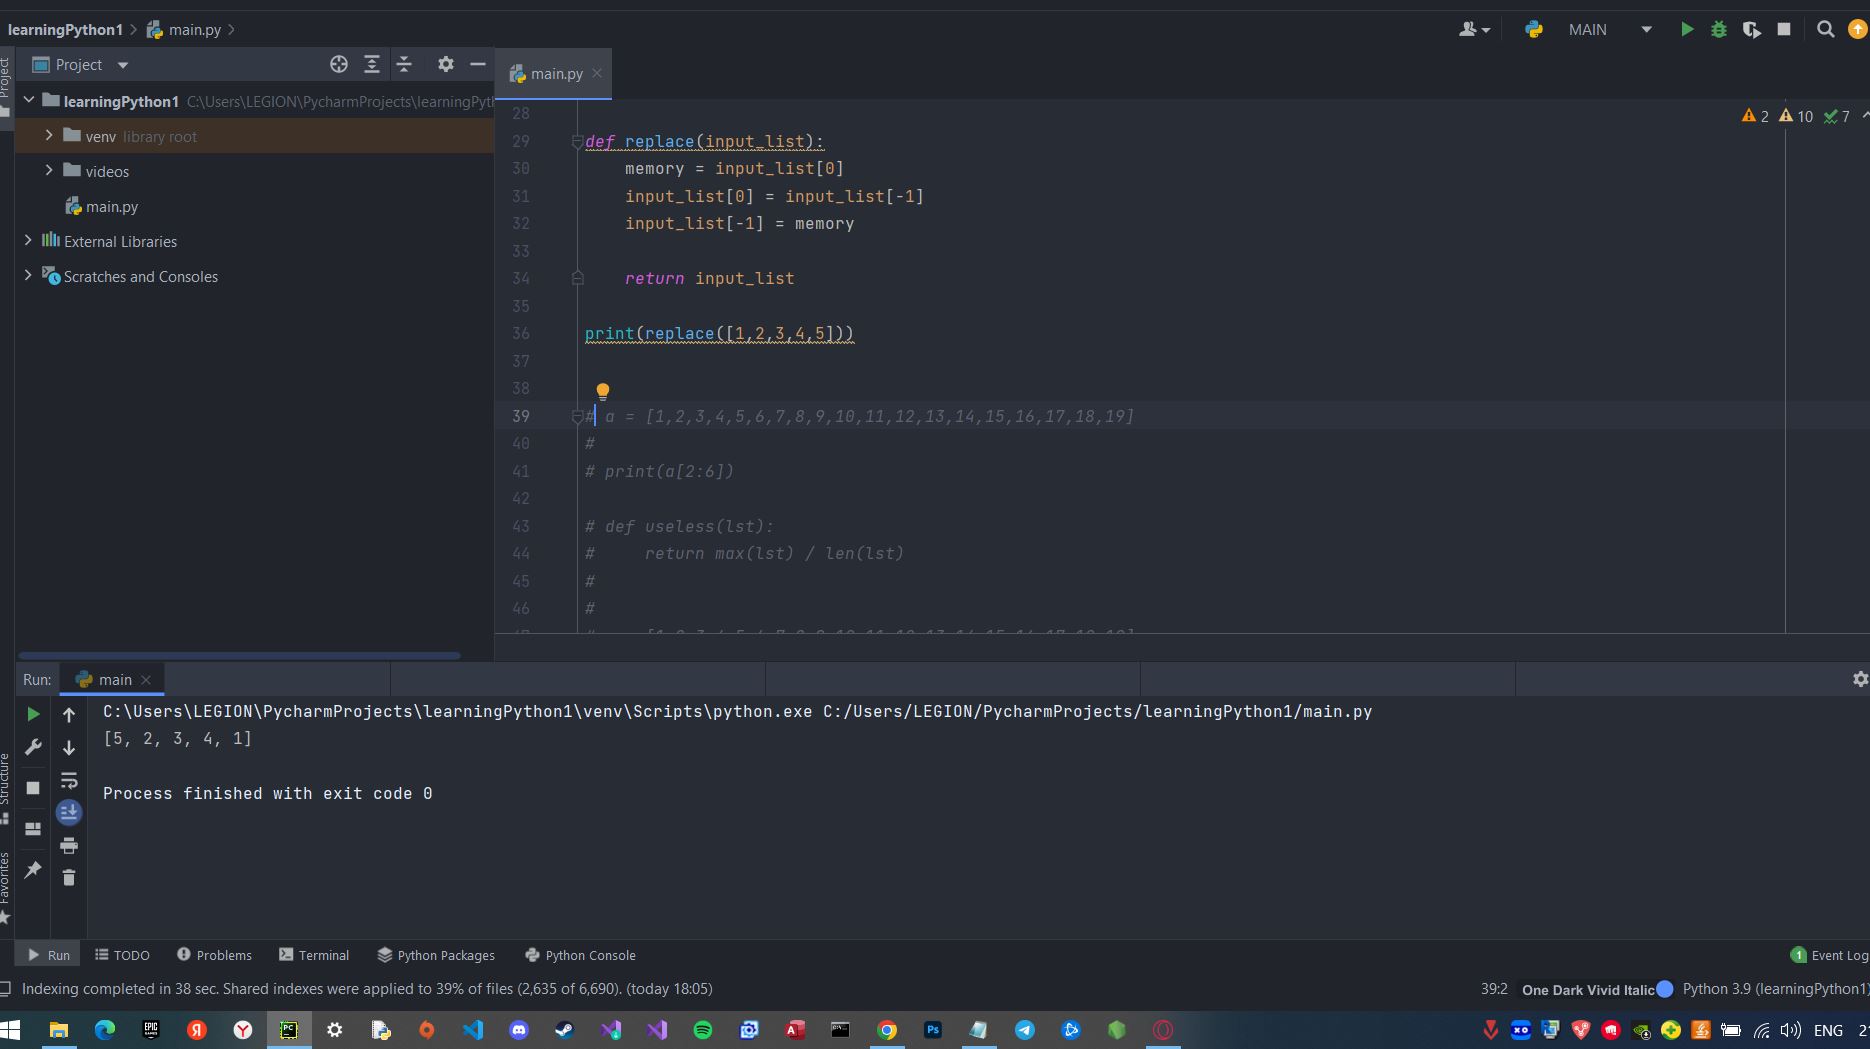 learningPython1 main.py MAIN
Project main.py
Project
learningPython1 C:\Users\LEGION\PycharmProjects\learningPyth
venv library root
videos
main.py
External Libraries
Scratches and Consoles
2 10 7
28
29 def replace(input_list):
30 memory = input_list[0]
31 input_list[0] = input_list[-1]
32 input_list[-1] = memory
33
34 return input_list
35
36 print(replace([1,2,3,4,5]))
37
38
39 # a = [1,2,3,4,5,6,7,8,9,10,11,12,13,14,15,16,17,18,19]
40 #
41 # print(a[2:6])
42
43 # def useless(lst):
44 # return max(lst) / len(lst)
45 #
46 #
Run: main
C:\Users\LEGION\PycharmProjects\learningPython1\venv\Scripts\python.exe C:/Users/LEGION/PycharmProjects/learningPython1/main.py
[5, 2, 3, 4, 1]
Process finished with exit code 0
Structure
Favorites
Run TODO Problems Terminal Python Packages Python Console 1 Event Log
Indexing completed in 38 sec. Shared indexes were applied to 39% of files (2,635 of 6,690). (today 18:05) 39:2 One Dark Vivid Italic Python 3.9 (learningPython1)
EPIC GAMES Я Y PC A Ps XO ENG